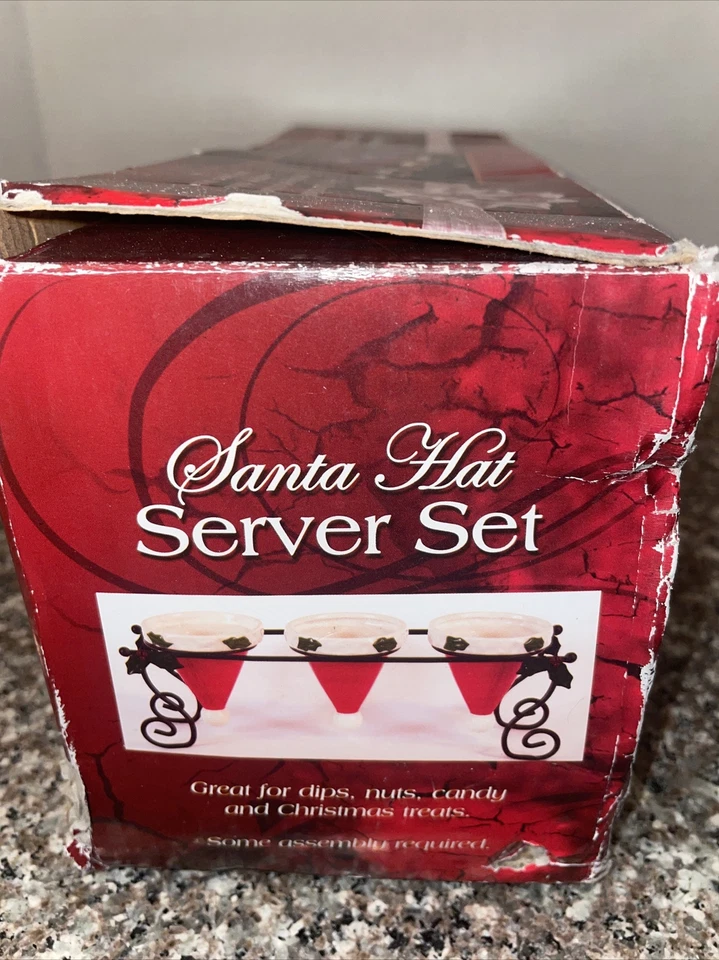 Santa Hat
Server Set
Great for dips, nuts, candy
and Christmas treats.
Some assembly required.